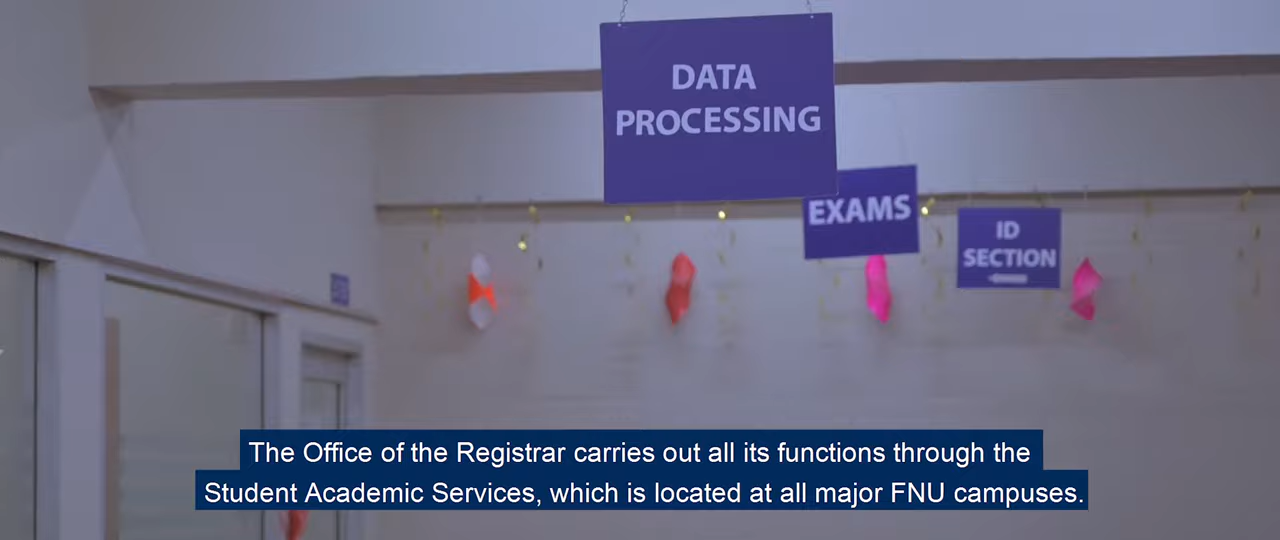 DATA
PROCESSING
EXAMS
ID
SECTION
The Office of the Registrar carries out all its functions through the
Student Academic Services, which is located at all major FNU campuses.